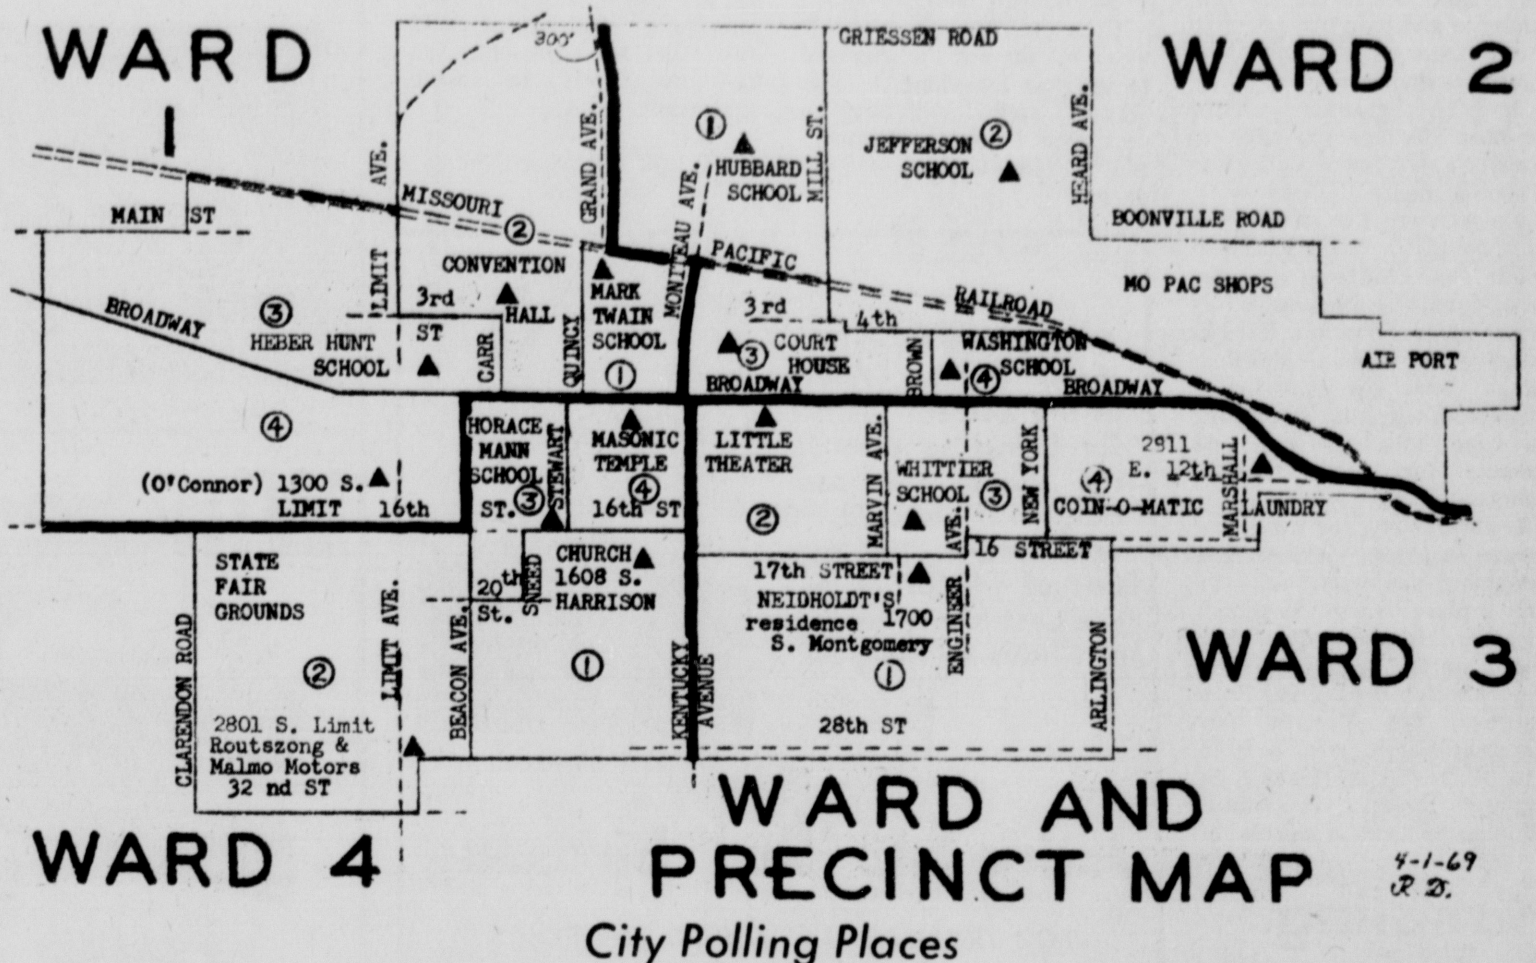 WARD
1
WARD 2
300'
GRIESSEN ROAD
GRAND AVE.
MILL ST.
HEARD AVE.
LIMIT AVE.
①
HUBBARD
SCHOOL
JEFFERSON ②
SCHOOL
MISSOURI
PACIFIC
RAILROAD
MAIN ST
②
CONVENTION
HALL
MONITEAU AVE.
BOONVILLE ROAD
MO PAC SHOPS
AIR PORT
BROADWAY
③
HEBER HUNT
SCHOOL
3rd
ST
CARR
QUINCY
MARK
TWAIN
SCHOOL
①
3rd
4th
③ COURT
HOUSE
BROADWAY
BROWN
WASHINGTON
SCHOOL
④
BROADWAY
④
(O'Connor) 1300 S.
LIMIT 16th
HORACE
MANN
SCHOOL
ST. ③
STEWART
MASONIC
TEMPLE
④
16th ST
LITTLE
THEATER
②
MARVIN AVE.
WHITTIER
SCHOOL ③
NEW YORK
2911
E. 12th
④
COIN-O-MATIC LAUNDRY
MARSHALL
16 STREET
STATE
FAIR
GROUNDS
CLARENDON ROAD
LIMIT AVE.
②
2801 S. Limit
Routszong &
Malmo Motors
32 nd ST
BEACON AVE.
20th
St.
SNEED
CHURCH
1608 S.
HARRISON
①
KENTUCKY
AVENUE
17th STREET
NEIDHOLDT'S
residence 1700
S. Montgomery
①
ENGINEER AVE.
ARLINGTON
28th ST
WARD 3
WARD 4
WARD AND
PRECINCT MAP
4-1-69
R.D.
City Polling Places